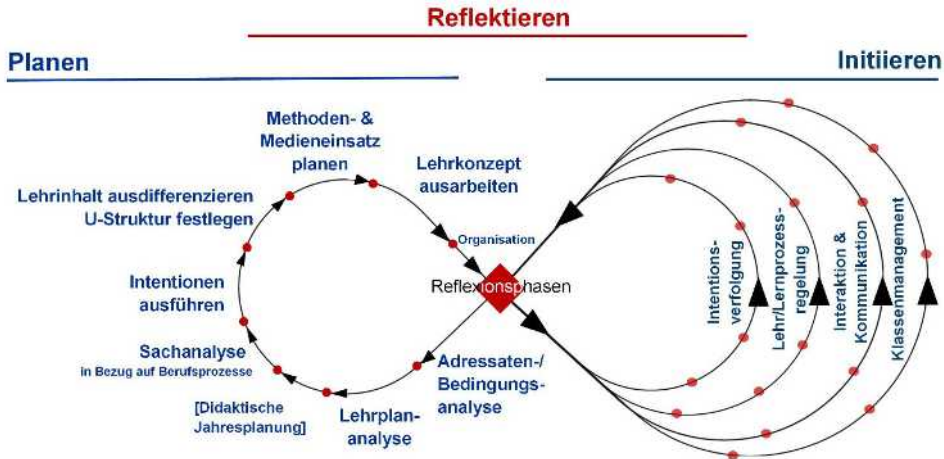 Reflektieren
Planen
Initiieren
Methoden- &
Medieneinsatz
planen
Lehrkonzept
ausarbeiten
Lehrinhalt ausdifferenzieren
U-Struktur festlegen
Organisation
Intentionen
ausführen
Reflexionsphasen
Sachanalyse
in Bezug auf Berufsprozesse
[Didaktische
Jahresplanung]
Lehrplan-
analyse
Adressaten-/
Bedingungs-
analyse
Intentions-
verfolgung
Lehr/Lernprozess-
regelung
Interaktion &
Kommunikation
Klassenmanagement